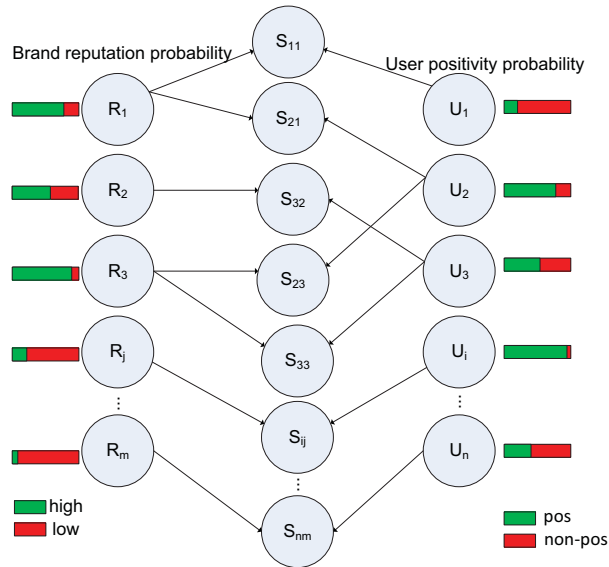 Brand reputation probability
User positivity probability
S11
R1
U1
S21
R2
U2
S32
R3
U3
S23
Rj
Ui
S33
⋮
⋮
Rm
Sij
Un
⋮
Snm
high
low
pos
non-pos